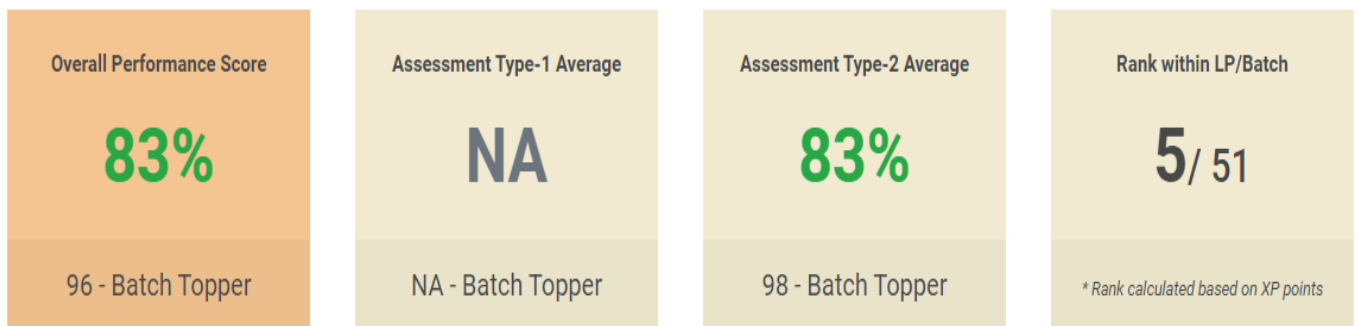 Overall Performance Score
83%
96 - Batch Topper
Assessment Type-1 Average
NA
NA - Batch Topper
Assessment Type-2 Average
83%
98 - Batch Topper
Rank within LP/Batch
5/ 51
* Rank calculated based on XP points